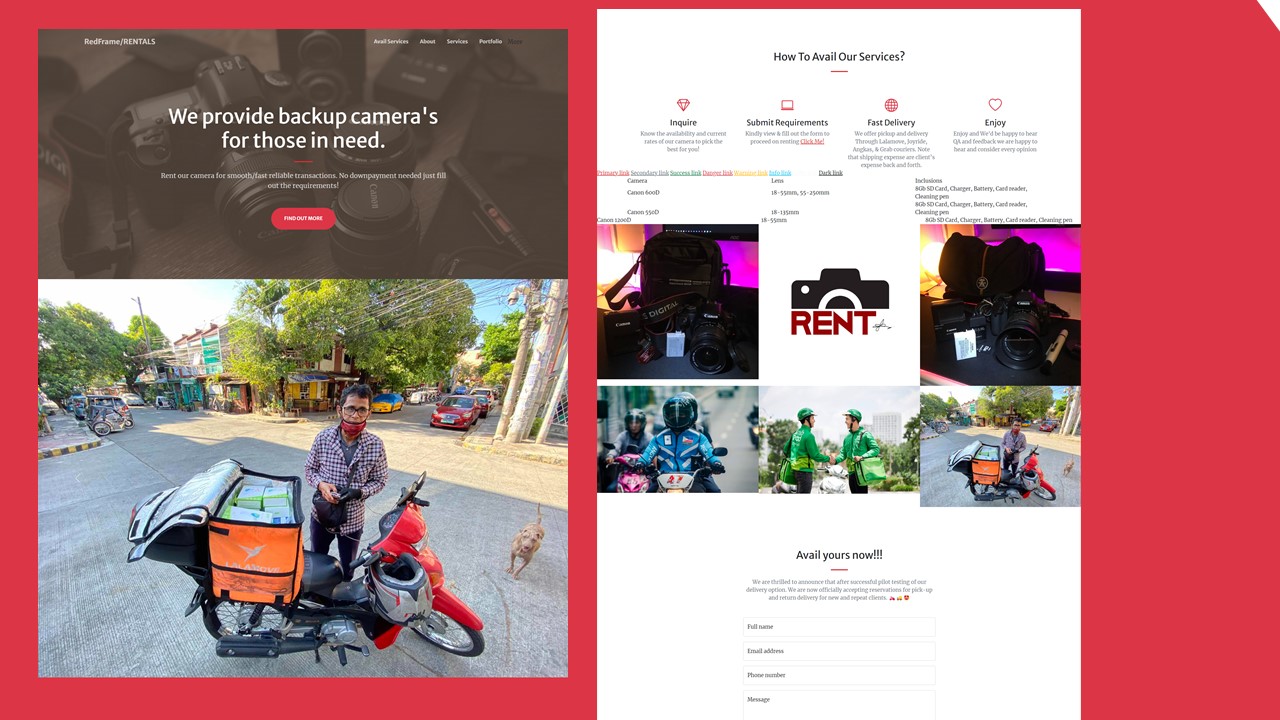 RedFrame/RENTALS
Avail Services About Services Portfolio More
We provide backup camera's
for those in need.
Rent our camera for smooth/fast reliable transactions. No downpayment needed just fill
out the requirements!
FIND OUT MORE
Canon
LALAMOVE
How To Avail Our Services?
Inquire
Know the availability and current
rates of our camera to pick the
best for you!
Submit Requirements
Kindly view & fill out the form to
proceed on renting Click Me!
Fast Delivery
We offer pickup and delivery
Through Lalamove, Joyride,
Angkas, & Grab couriers. Note
that shipping expense are client's
expense back and forth.
Enjoy
Enjoy and We'd be happy to hear
QA and feedback we are happy to
hear and consider every opinion
Primary link Secondary link Success link Danger link Warning link Info link Dark link
Camera Lens Inclusions
Canon 600D 18-55mm, 55-250mm 8Gb SD Card, Charger, Battery, Card reader,
Cleaning pen
Canon 550D 18-135mm 8Gb SD Card, Charger, Battery, Card reader,
Cleaning pen
Canon 1200D 18-55mm 8Gb SD Card, Charger, Battery, Card reader, Cleaning pen
Canon
S DIGITAL
Canon
RENT
Canon
Canon
47
Avail yours now!!!
We are thrilled to announce that after successful pilot testing of our
delivery option. We are now officially accepting reservations for pick-up
and return delivery for new and repeat clients. 🛵 🚕 😍
Full name
Email address
Phone number
Message